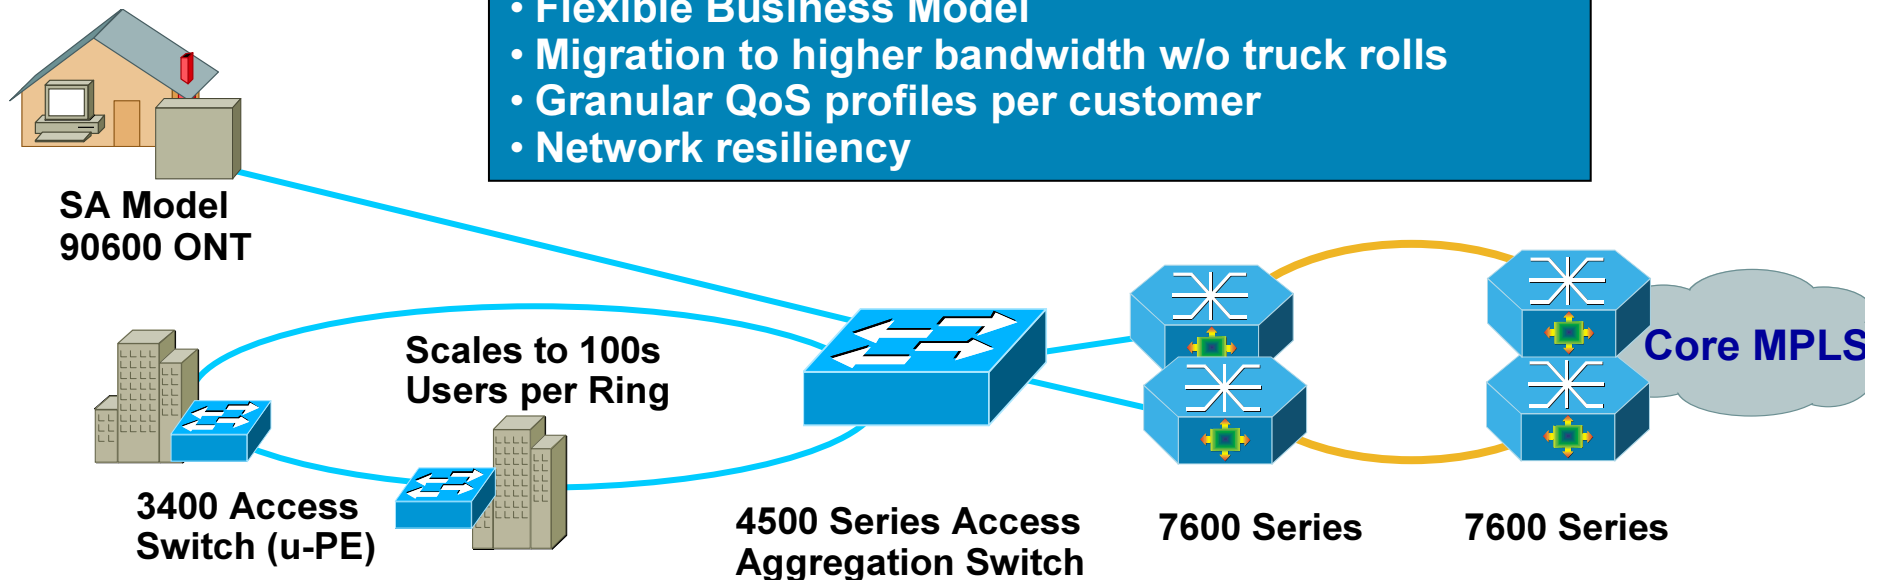 • Flexible Business Model
• Migration to higher bandwidth w/o truck rolls
• Granular QoS profiles per customer
• Network resiliency
SA Model
90600 ONT
Scales to 100s
Users per Ring
Core MPLS
3400 Access
Switch (u-PE)
4500 Series Access
Aggregation Switch
7600 Series
7600 Series